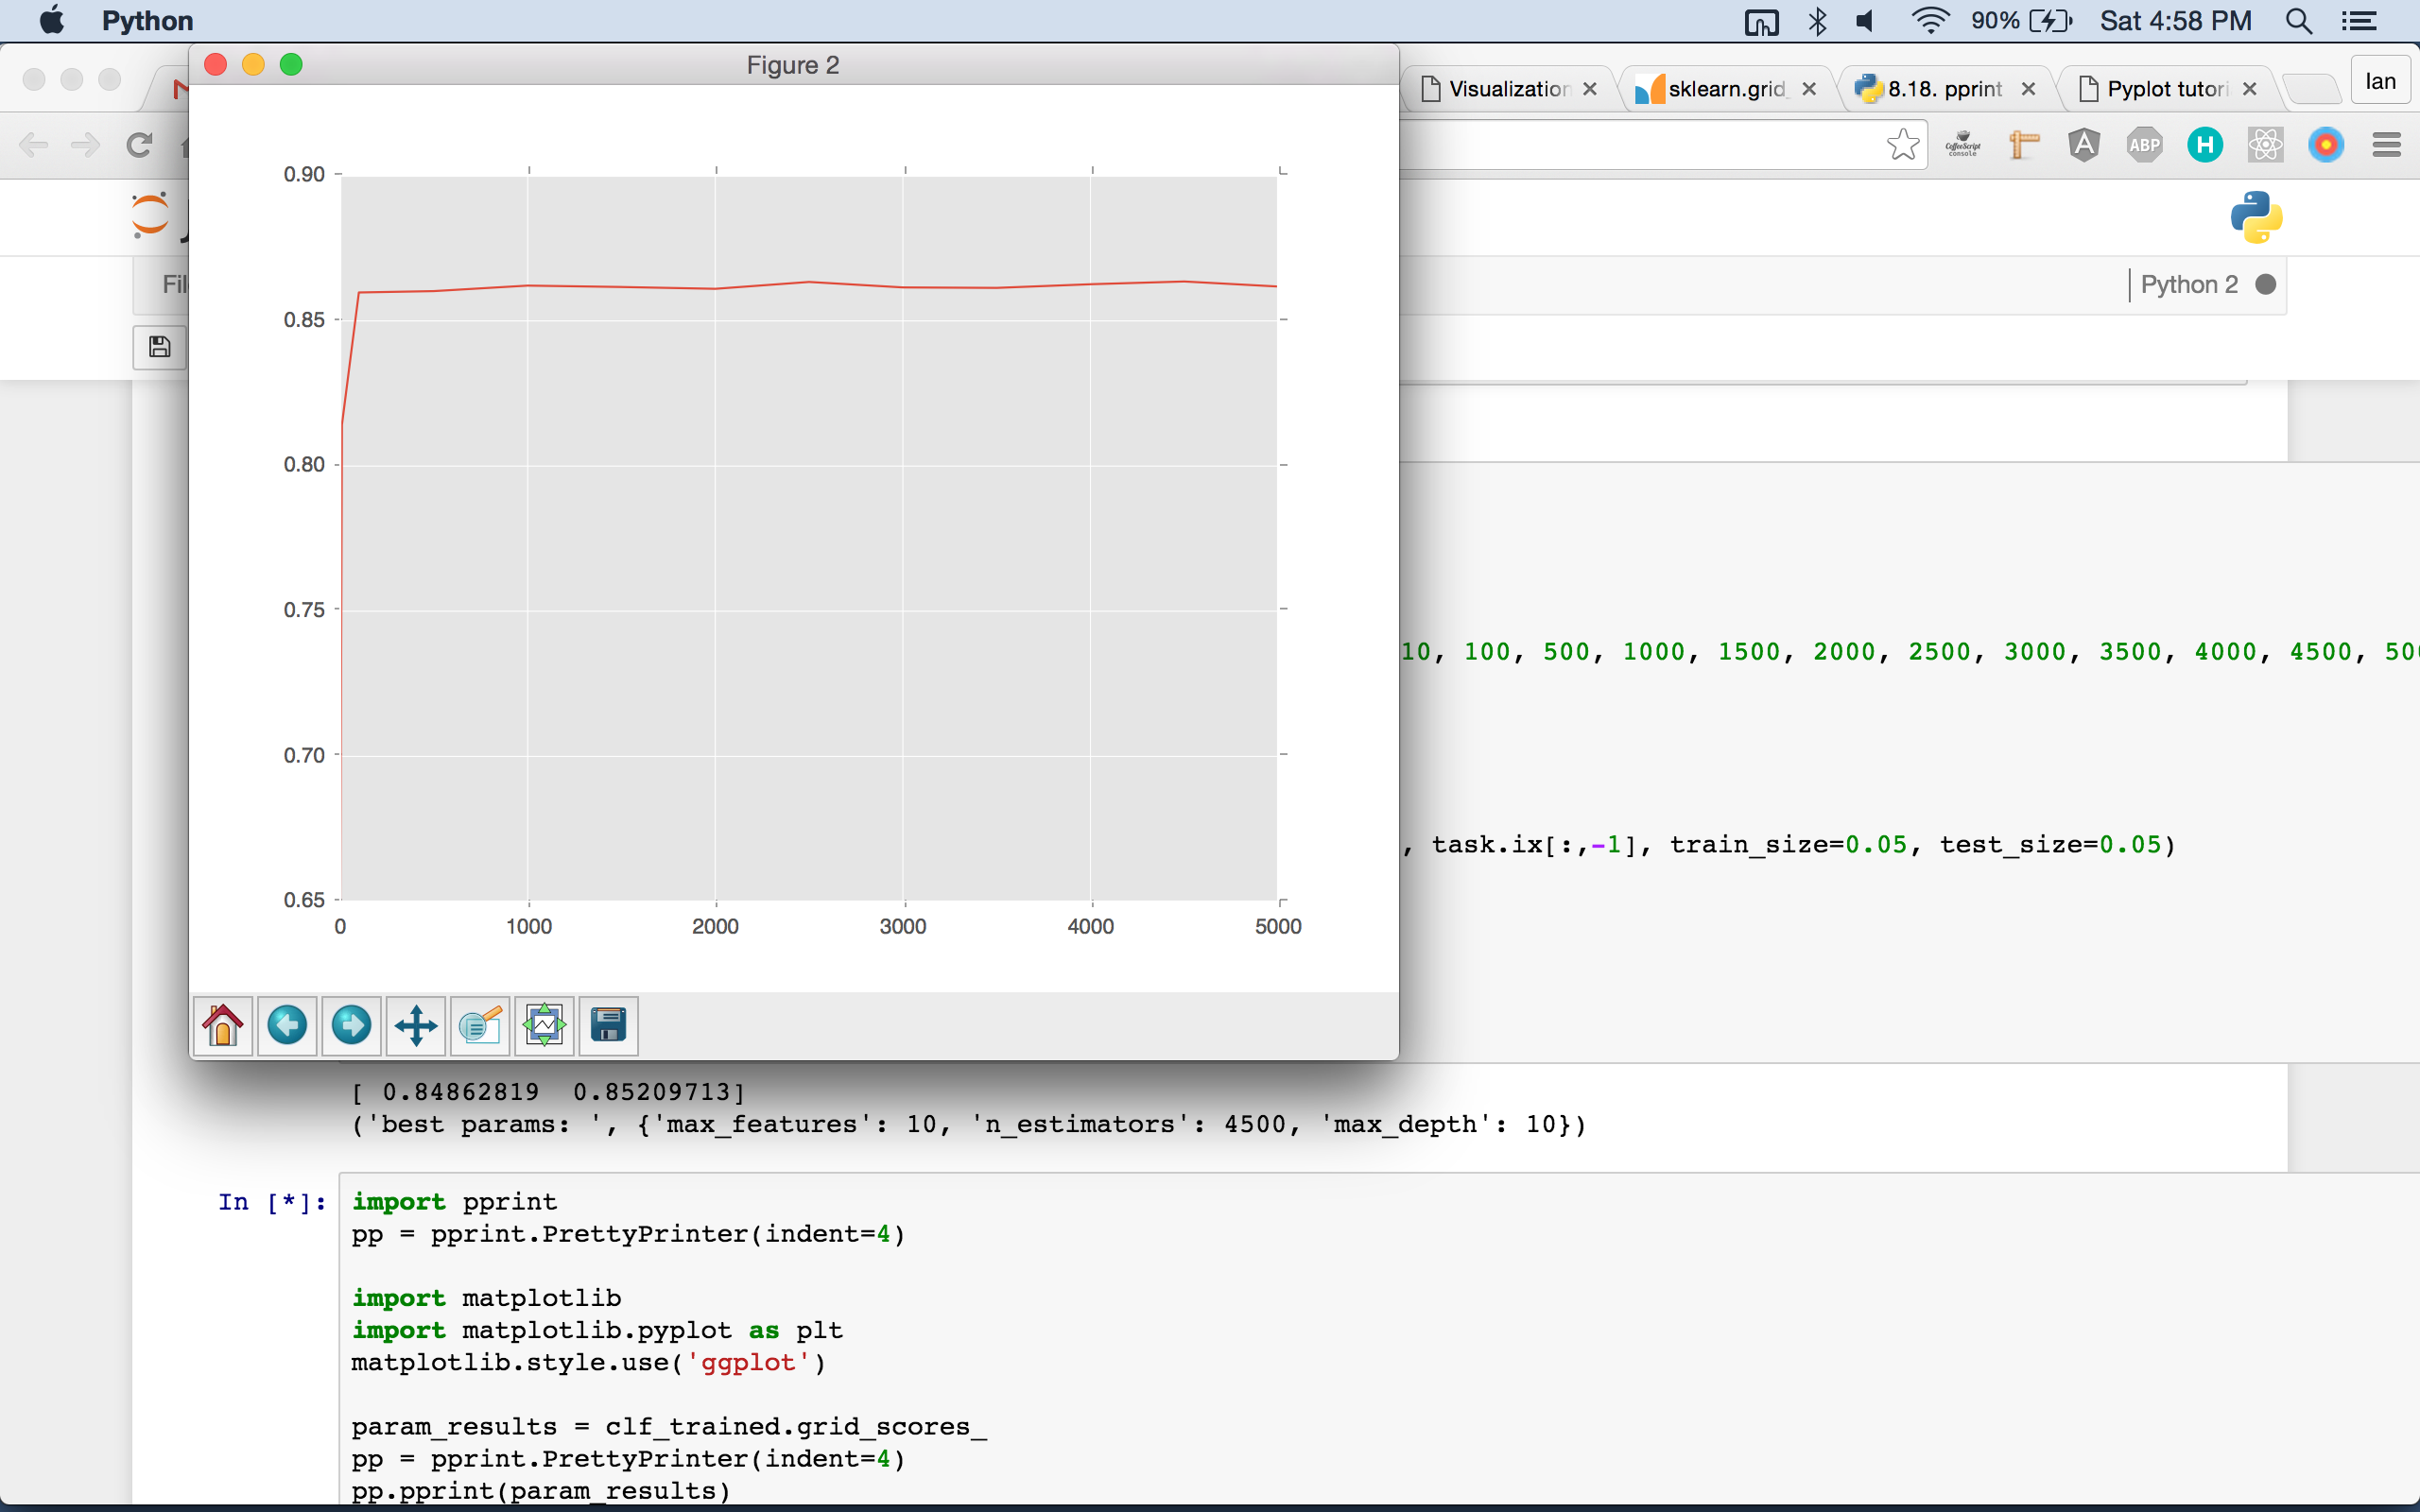 Python
90%
Sat 4:58 PM
Figure 2
Visualization
sklearn.grid_
8.18. pprint
Pyplot tutori
Ian
CoffeeScript
console
ABP
H
Fil
Python 2
0.90
0.85
0.80
0.75
0.70
0.65
0 1000 2000 3000 4000 5000
10, 100, 500, 1000, 1500, 2000, 2500, 3000, 3500, 4000, 4500, 50
, task.ix[:,-1], train_size=0.05, test_size=0.05)
[ 0.84862819  0.85209713]
('best params: ', {'max_features': 10, 'n_estimators': 4500, 'max_depth': 10})
In [*]:
import pprint
pp = pprint.PrettyPrinter(indent=4)
import matplotlib
import matplotlib.pyplot as plt
matplotlib.style.use('ggplot')
param_results = clf_trained.grid_scores_
pp = pprint.PrettyPrinter(indent=4)
pp.pprint(param_results)